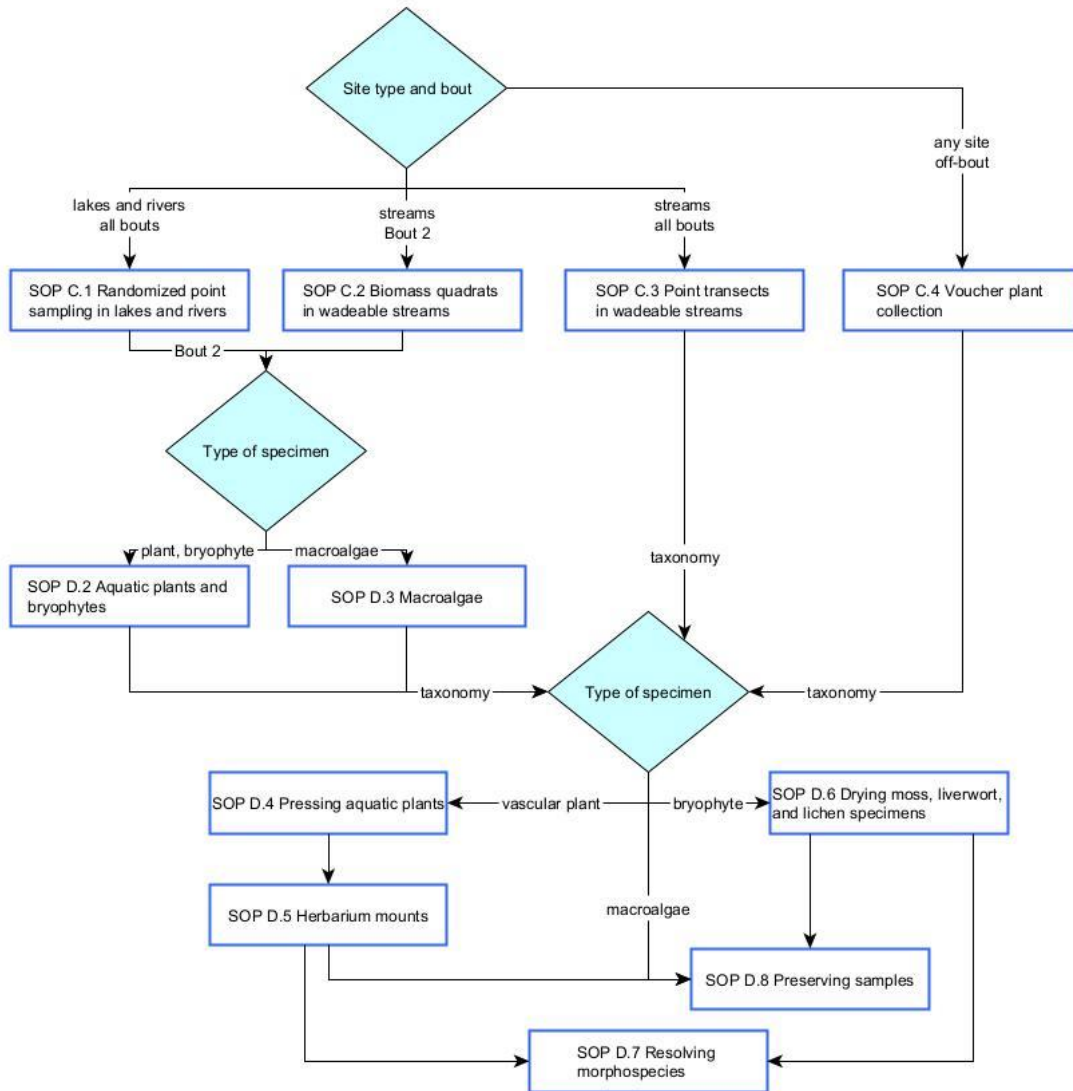 Site type and bout
any site
off-bout
lakes and rivers
all bouts
streams
Bout 2
streams
all bouts
SOP C.1 Randomized point
sampling in lakes and rivers
SOP C.2 Biomass quadrats
in wadeable streams
SOP C.3 Point transects
in wadeable streams
SOP C.4 Voucher plant
collection
Bout 2
Type of specimen
plant, bryophyte
macroalgae
taxonomy
SOP D.2 Aquatic plants and
bryophytes
SOP D.3 Macroalgae
taxonomy
Type of specimen
taxonomy
SOP D.4 Pressing aquatic plants
vascular plant
bryophyte
SOP D.6 Drying moss, liverwort,
and lichen specimens
SOP D.5 Herbarium mounts
macroalgae
SOP D.8 Preserving samples
SOP D.7 Resolving
morphospecies